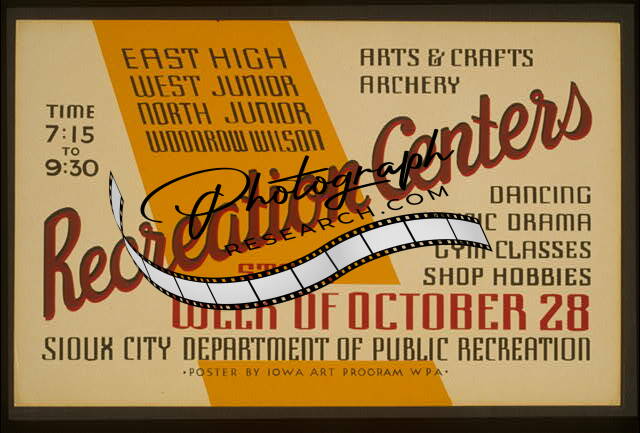 EAST HIGH
WEST JUNIOR
NORTH JUNIOR
WOODROW WILSON
ARTS & CRAFTS
ARCHERY
TIME
7:15
TO
9:30
Recreation Centers
Photograph
RESEARCH.COM
DANCING
DRAMA
GYM CLASSES
SHOP HOBBIES
WEEK OF OCTOBER 28
SIOUX CITY DEPARTMENT OF PUBLIC RECREATION
•POSTER BY IOWA ART PROGRAM WPA•